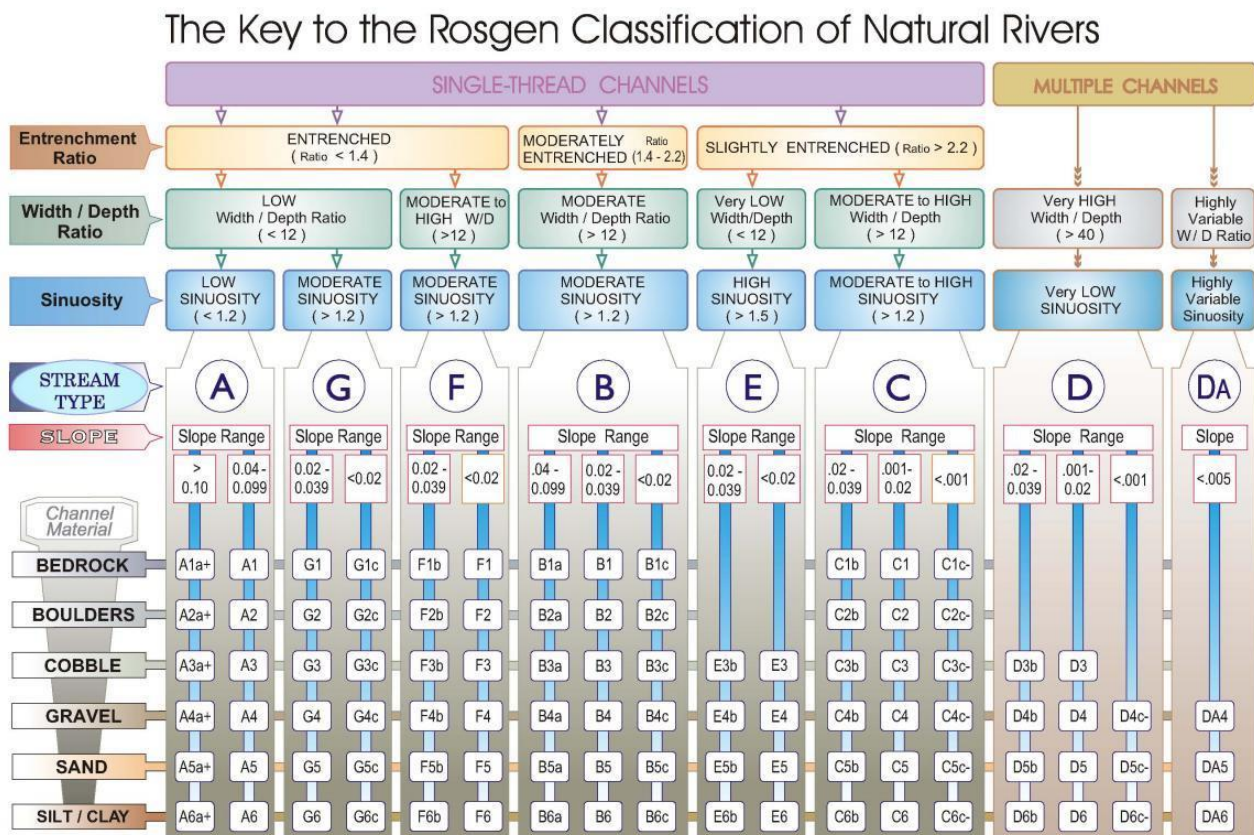 The Key to the Rosgen Classification of Natural Rivers
SINGLE-THREAD CHANNELS
MULTIPLE CHANNELS
Entrenchment
Ratio
ENTRENCHED
( Ratio < 1.4 )
MODERATELY Ratio
ENTRENCHED (1.4 - 2.2)
SLIGHTLY ENTRENCHED ( Ratio > 2.2 )
Width / Depth
Ratio
LOW
Width / Depth Ratio
( < 12 )
MODERATE to
HIGH W/D
(>12)
MODERATE
Width / Depth Ratio
( > 12 )
Very LOW
Width/Depth
( < 12 )
MODERATE to HIGH
Width / Depth
( > 12 )
Very HIGH
Width / Depth
( > 40 )
Highly
Variable
W / D Ratio
Sinuosity
LOW
SINUOSITY
( < 1.2 )
MODERATE
SINUOSITY
( > 1.2 )
MODERATE
SINUOSITY
( > 1.2 )
MODERATE
SINUOSITY
( > 1.2 )
HIGH
SINUOSITY
( > 1.5 )
MODERATE to HIGH
SINUOSITY
( > 1.2 )
Very LOW
SINUOSITY
Highly
Variable
Sinuosity
STREAM
TYPE
A G F B E C D DA
SLOPE
Slope Range Slope Range Slope Range Slope Range Slope Range Slope Range Slope Range Slope
>
0.10
0.04 -
0.099
0.02 -
0.039
<0.02
0.02 -
0.039
<0.02
.04 -
0.099
0.02 -
0.039
<0.02
0.02 -
0.039
<0.02
.02 -
0.039
.001-
0.02
<.001
.02 -
0.039
.001-
0.02
<.001
<.005
Channel
Material
BEDROCK A1a+ A1 G1 G1c F1b F1 B1a B1 B1c C1b C1 C1c-
BOULDERS A2a+ A2 G2 G2c F2b F2 B2a B2 B2c C2b C2 C2c-
COBBLE A3a+ A3 G3 G3c F3b F3 B3a B3 B3c E3b E3 C3b C3 C3c- D3b D3
GRAVEL A4a+ A4 G4 G4c F4b F4 B4a B4 B4c E4b E4 C4b C4 C4c- D4b D4 D4c- DA4
SAND A5a+ A5 G5 G5c F5b F5 B5a B5 B5c E5b E5 C5b C5 C5c- D5b D5 D5c- DA5
SILT / CLAY A6a+ A6 G6 G6c F6b F6 B6a B6 B6c E6b E6 C6b C6 C6c- D6b D6 D6c- DA6